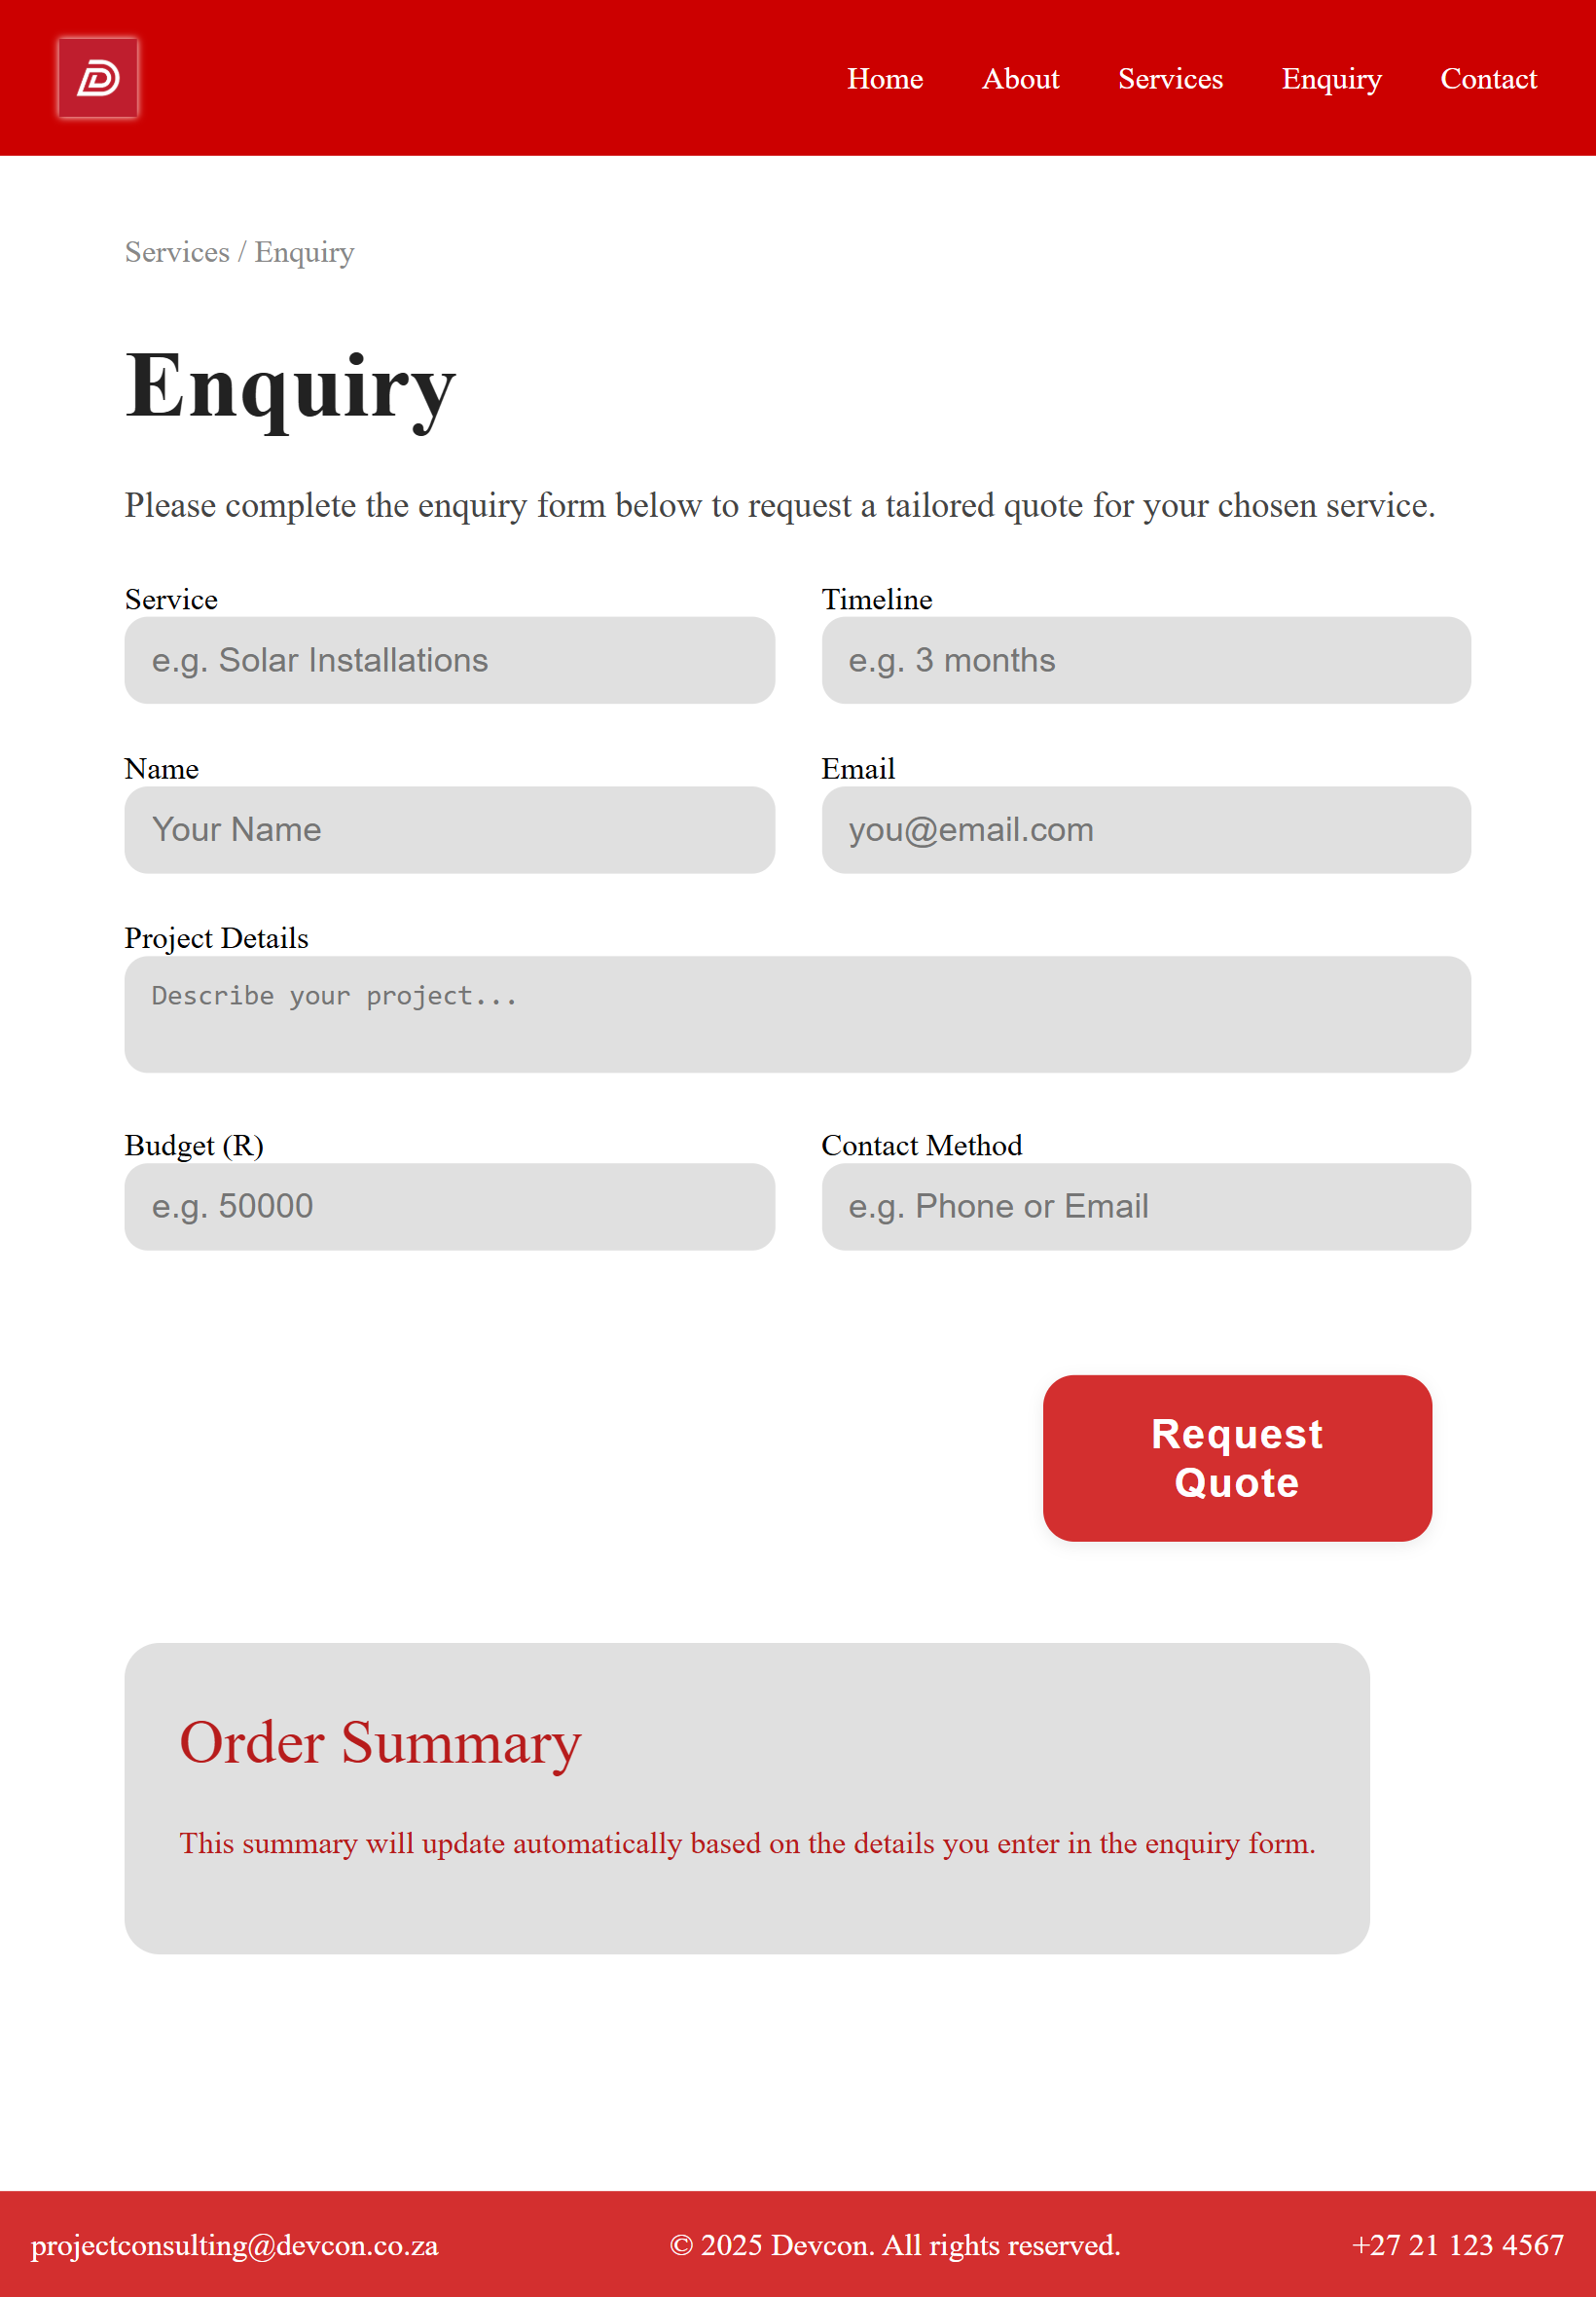 D
Home About Services Enquiry Contact
Services / Enquiry
Enquiry
Please complete the enquiry form below to request a tailored quote for your chosen service.
Service Timeline
e.g. Solar Installations e.g. 3 months
Name Email
Your Name you@email.com
Project Details
Describe your project...
Budget (R) Contact Method
e.g. 50000 e.g. Phone or Email
Request
Quote
Order Summary
This summary will update automatically based on the details you enter in the enquiry form.
projectconsulting@devcon.co.za © 2025 Devcon. All rights reserved. +27 21 123 4567